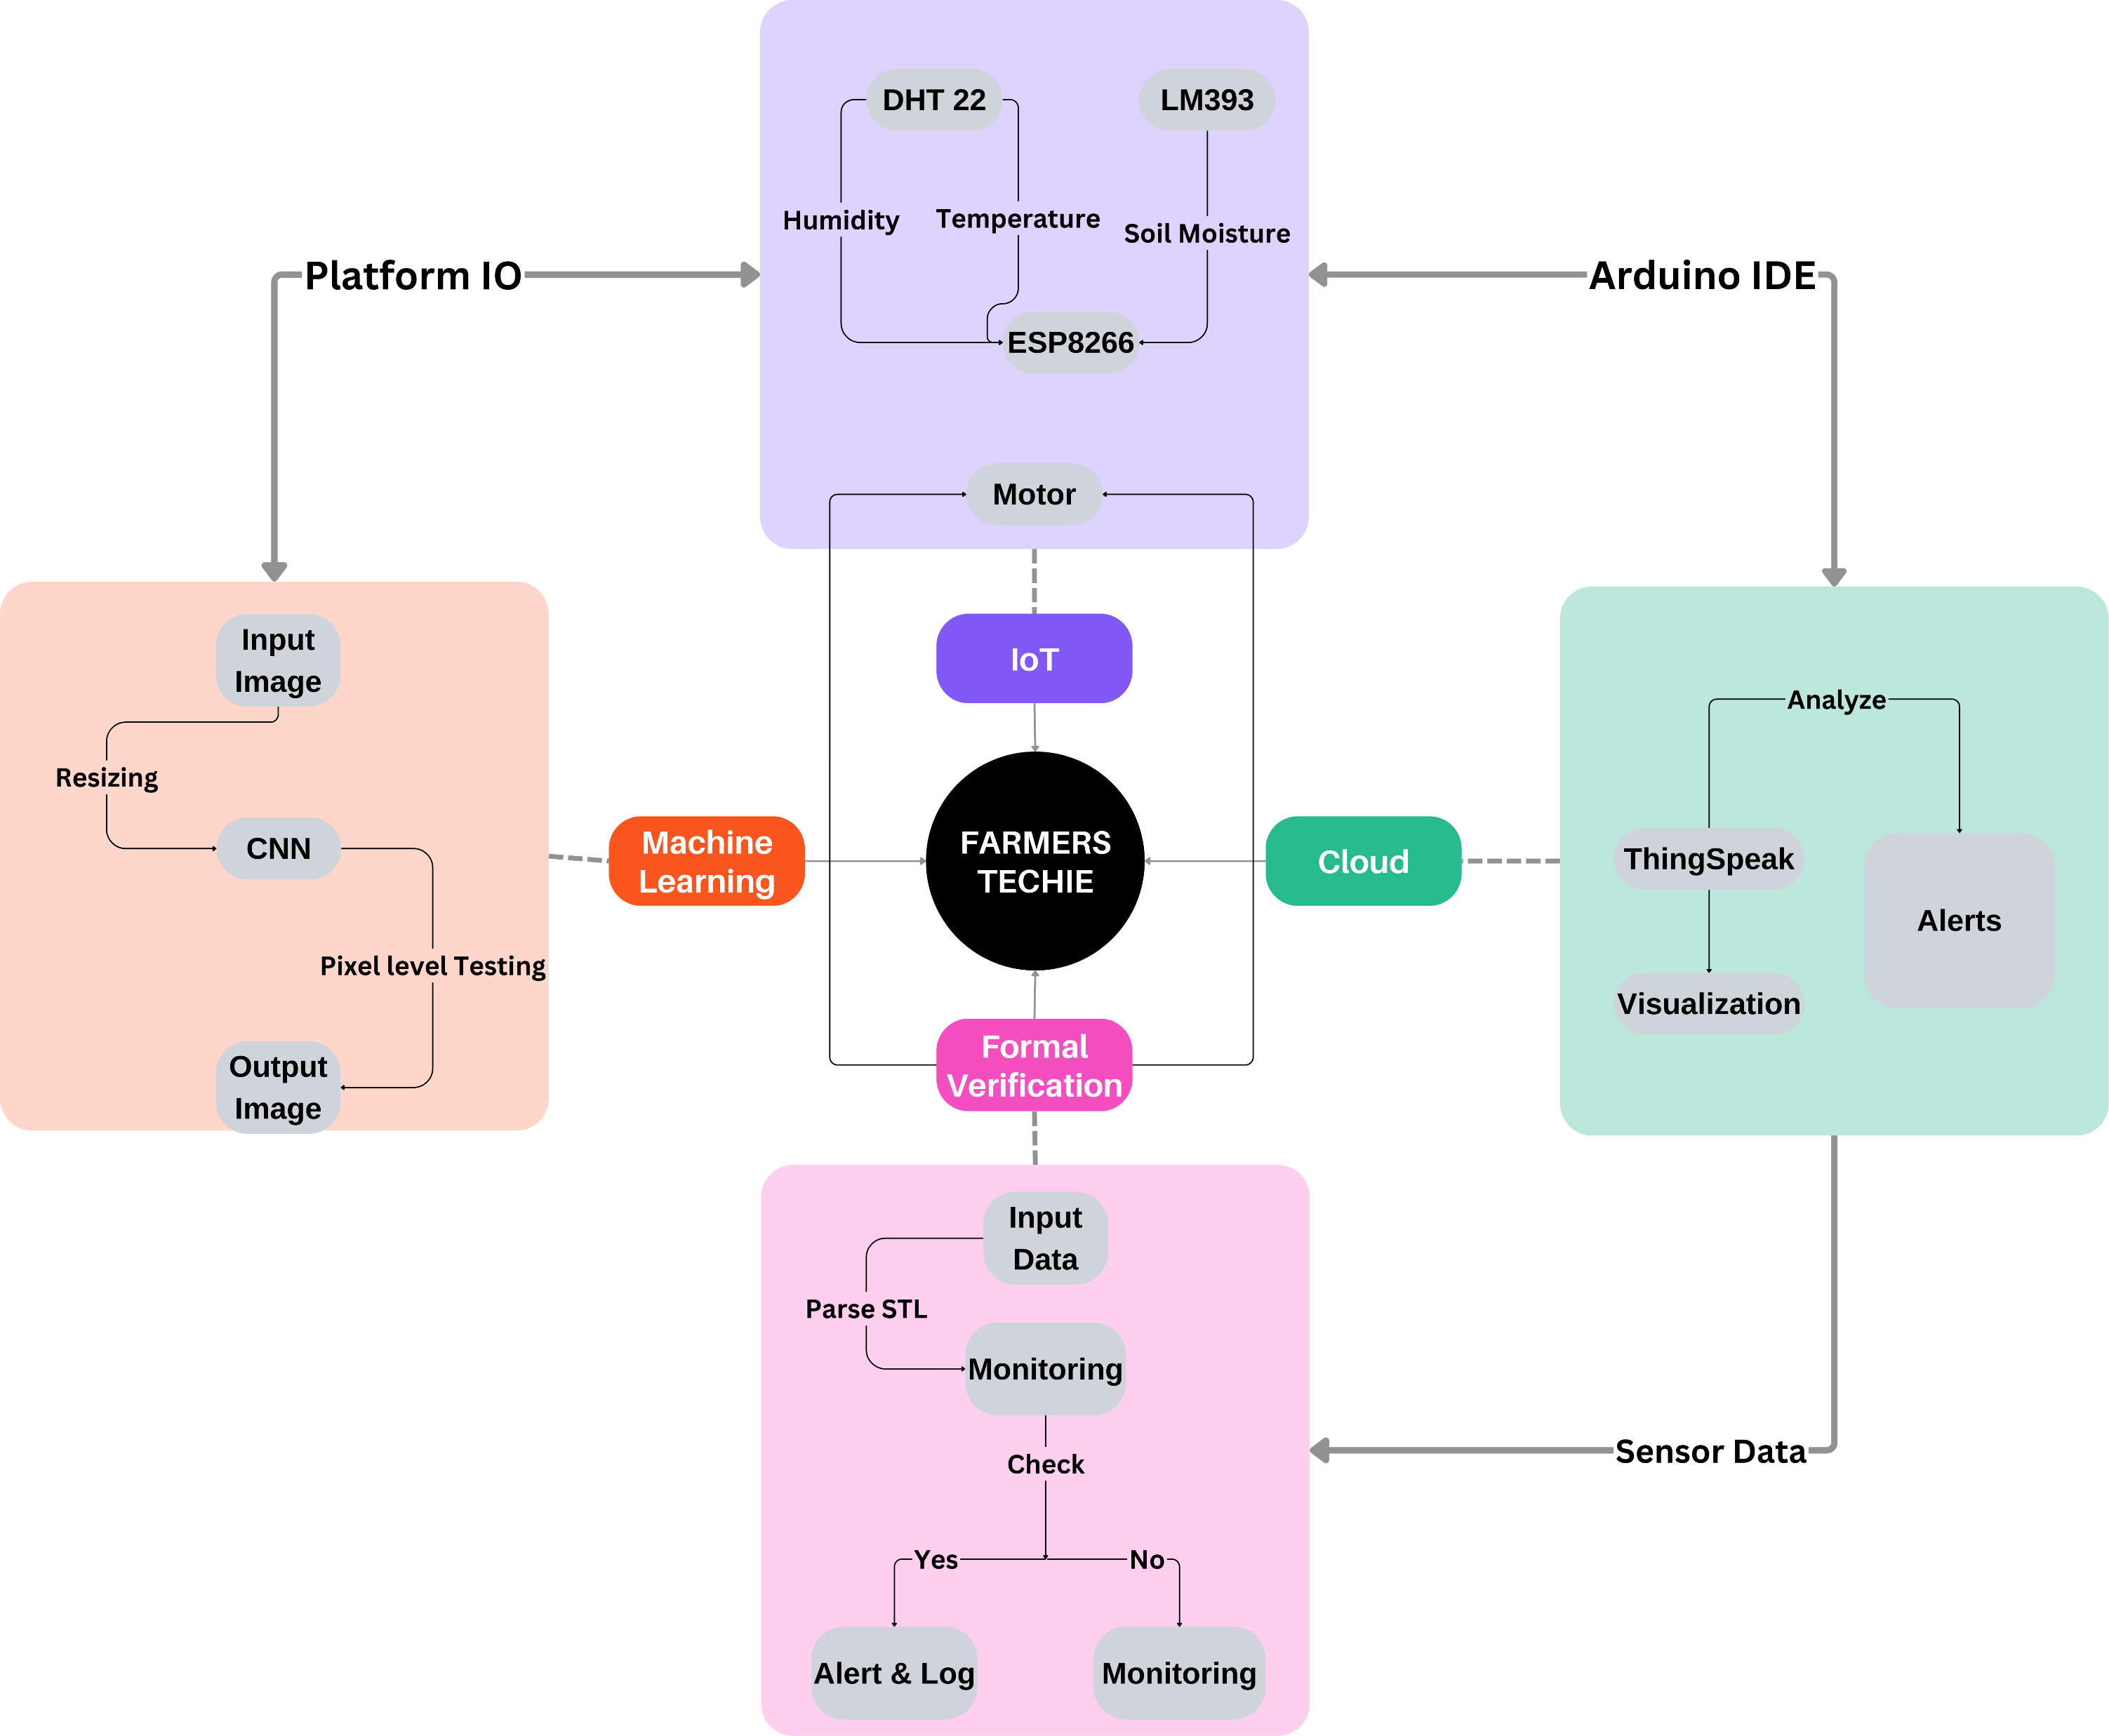 DHT 22
LM393
Humidity
Temperature
Soil Moisture
Platform IO
Arduino IDE
ESP8266
Motor
Input
Image
IoT
Analyze
Resizing
CNN
Machine
Learning
FARMERS
TECHIE
Cloud
ThingSpeak
Alerts
Pixel level Testing
Visualization
Output
Image
Formal
Verification
Input
Data
Parse STL
Monitoring
Check
Sensor Data
Yes
No
Alert & Log
Monitoring